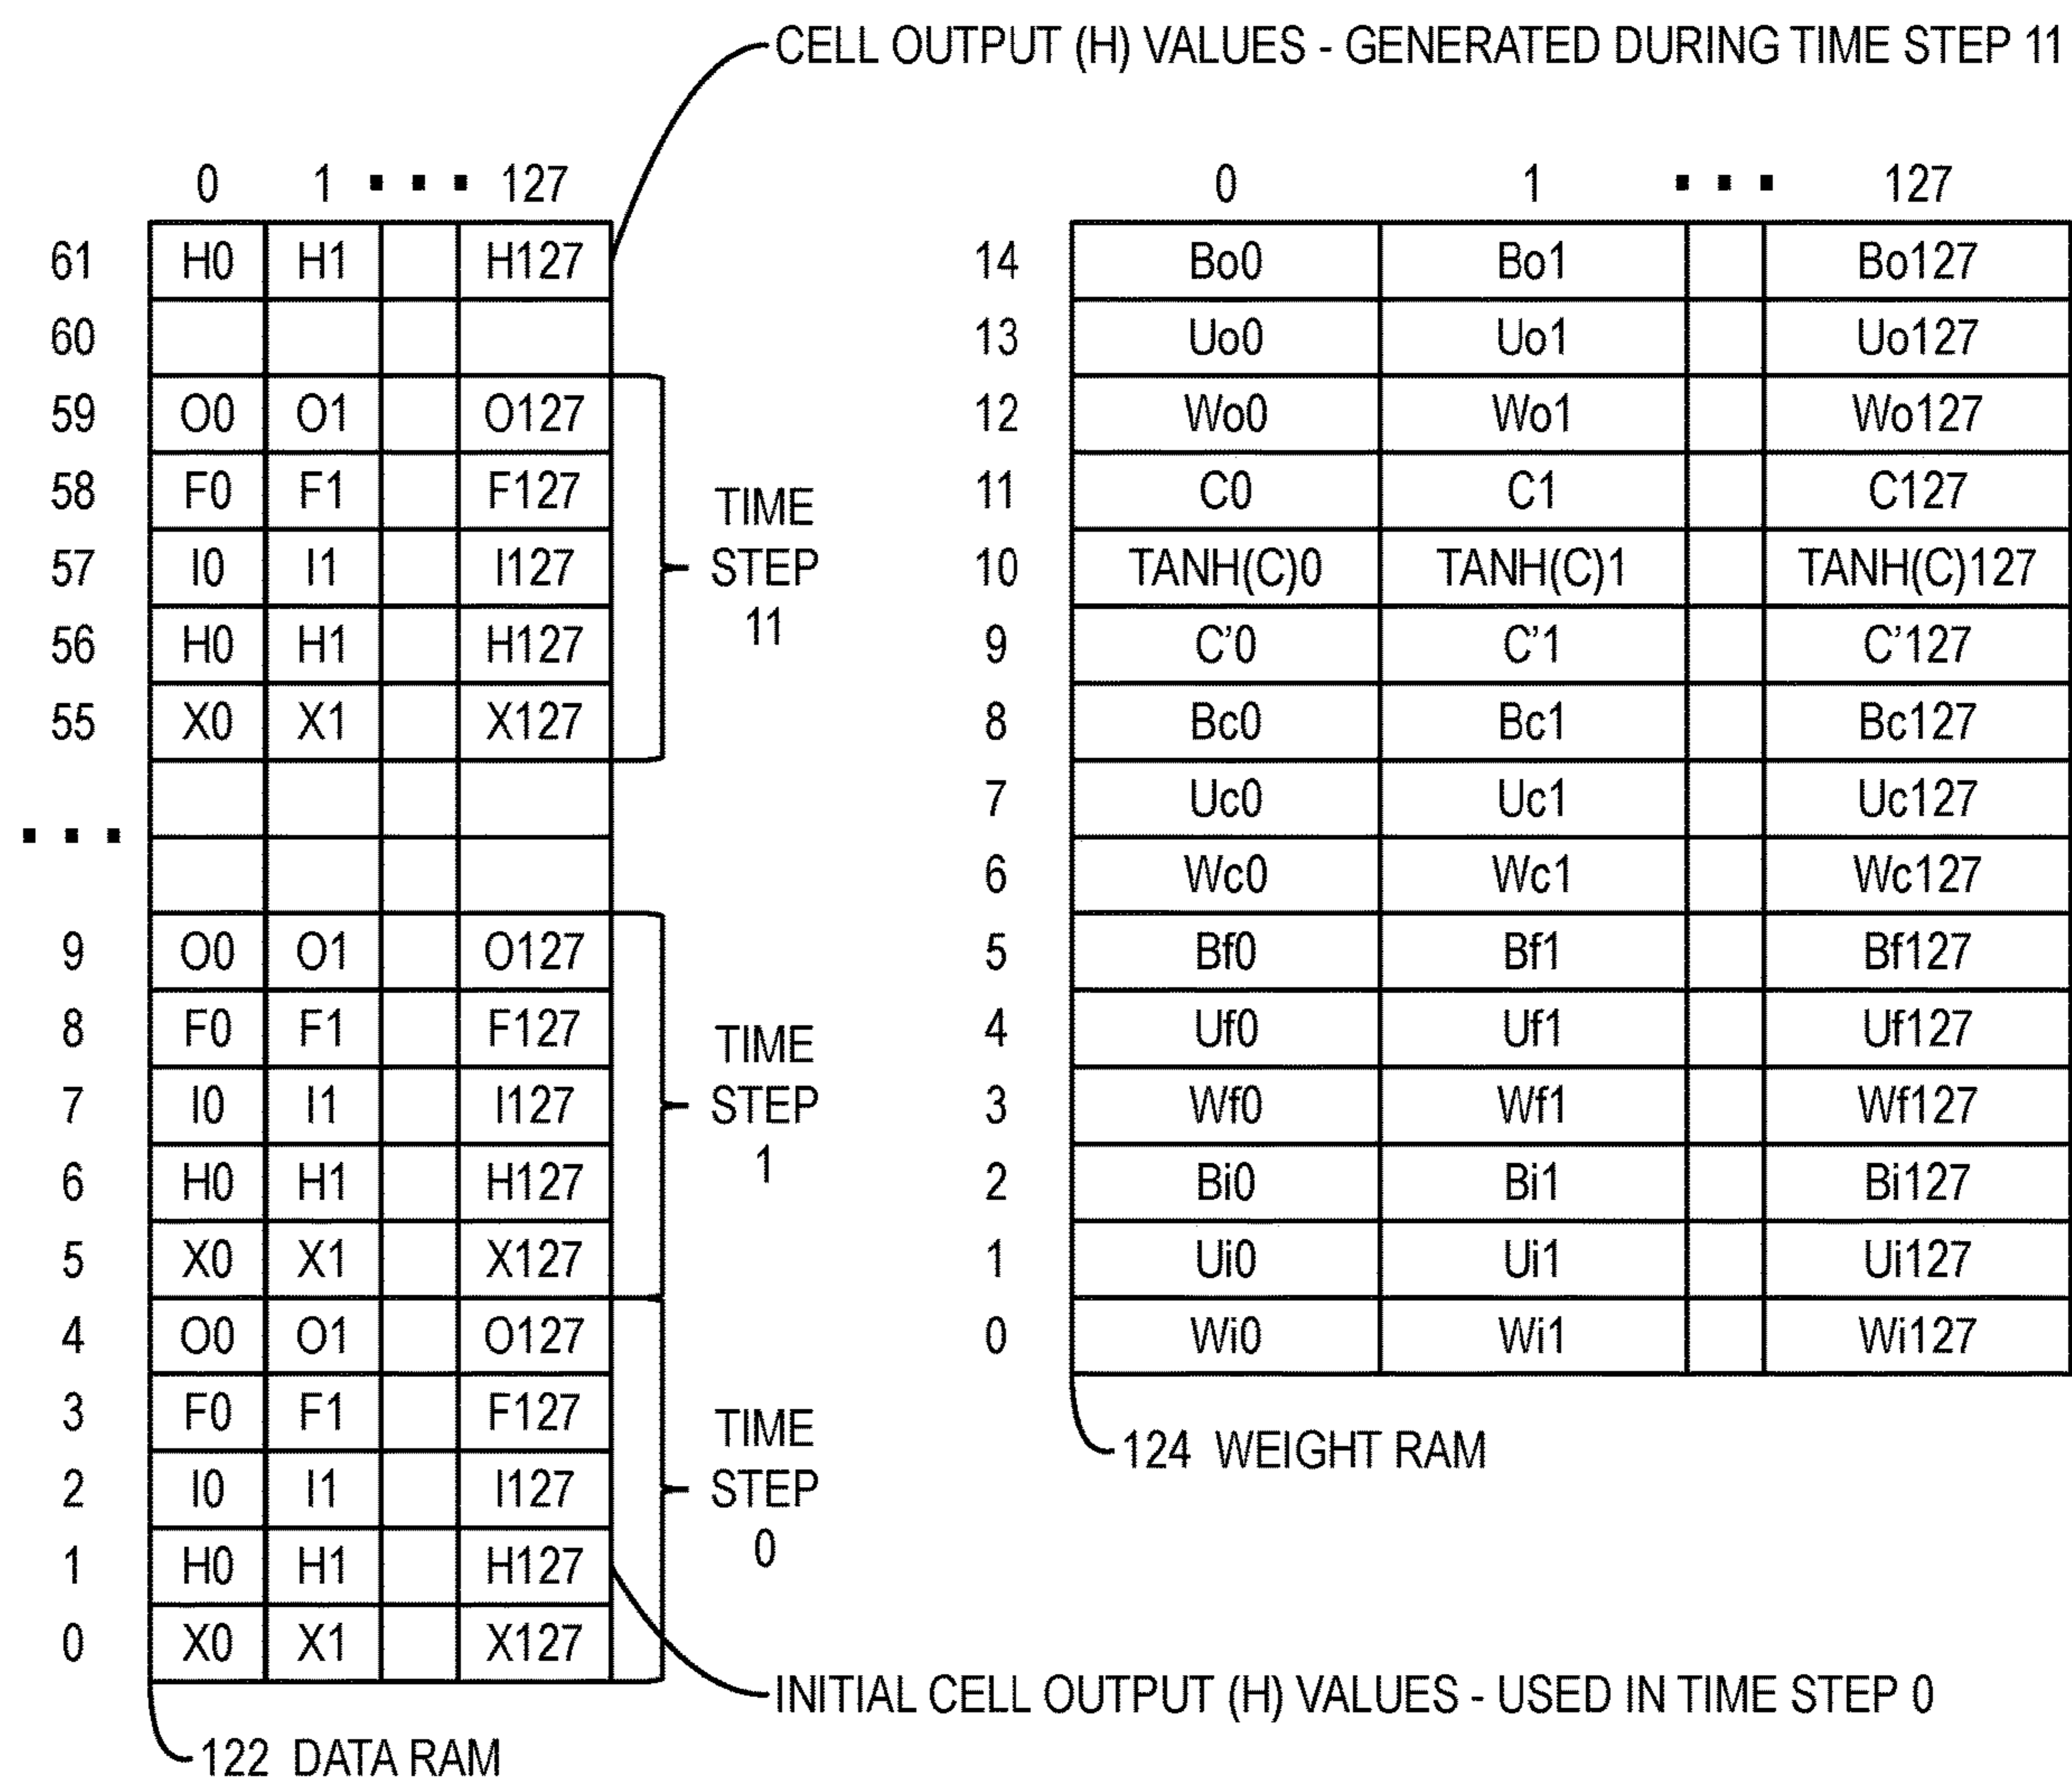 CELL OUTPUT (H) VALUES - GENERATED DURING TIME STEP 11
0 1 ... 127
61 H0 H1 H127
60
59 O0 O1 O127
58 F0 F1 F127
57 I0 I1 I127
56 H0 H1 H127
55 X0 X1 X127
TIME
STEP
11
...
9 O0 O1 O127
8 F0 F1 F127
7 I0 I1 I127
6 H0 H1 H127
5 X0 X1 X127
TIME
STEP
1
4 O0 O1 O127
3 F0 F1 F127
2 I0 I1 I127
1 H0 H1 H127
0 X0 X1 X127
TIME
STEP
0
INITIAL CELL OUTPUT (H) VALUES - USED IN TIME STEP 0
122 DATA RAM
0 1 ... 127
14 Bo0 Bo1 Bo127
13 Uo0 Uo1 Uo127
12 Wo0 Wo1 Wo127
11 C0 C1 C127
10 TANH(C)0 TANH(C)1 TANH(C)127
9 C'0 C'1 C'127
8 Bc0 Bc1 Bc127
7 Uc0 Uc1 Uc127
6 Wc0 Wc1 Wc127
5 Bf0 Bf1 Bf127
4 Uf0 Uf1 Uf127
3 Wf0 Wf1 Wf127
2 Bi0 Bi1 Bi127
1 Ui0 Ui1 Ui127
0 Wi0 Wi1 Wi127
124 WEIGHT RAM